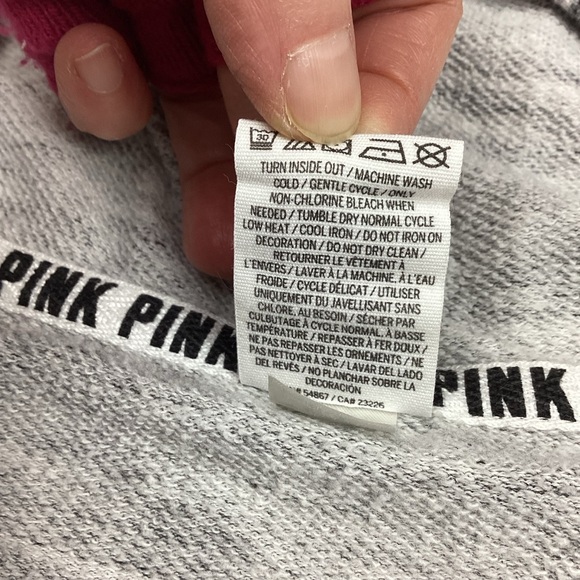 30
TURN INSIDE OUT / MACHINE WASH
COLD / GENTLE CYCLE / ONLY
NON-CHLORINE BLEACH WHEN
NEEDED / TUMBLE DRY NORMAL CYCLE
LOW HEAT / COOL IRON / DO NOT IRON ON
DECORATION / DO NOT DRY CLEAN /
RETOURNER LE VÊTEMENT À
L'ENVERS / LAVER À LA MACHINE, À L'EAU
FROIDE / CYCLE DÉLICAT / UTILISER
UNIQUEMENT DU JAVELLISANT SANS
CHLORE, AU BESOIN / SÉCHER PAR
CULBUTAGE À CYCLE NORMAL, À BASSE
TEMPÉRATURE / REPASSER À FER DOUX /
NE PAS REPASSER LES ORNEMENTS / NE
PAS NETTOYER À SEC / LAVAR DEL LADO
DEL REVÉS / NO PLANCHAR SOBRE LA
DECORACIÓN
# 54867 / CA# 23226
PINK PINK PINK